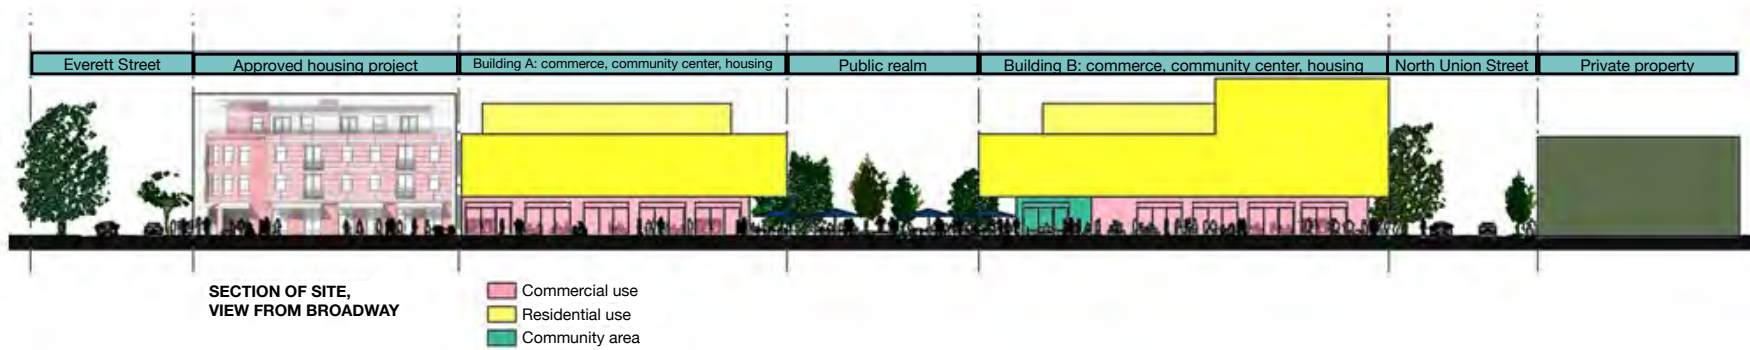 Everett Street
Approved housing project
Building A: commerce, community center, housing
Public realm
Building B: commerce, community center, housing
North Union Street
Private property
SECTION OF SITE,
VIEW FROM BROADWAY
Commercial use
Residential use
Community area